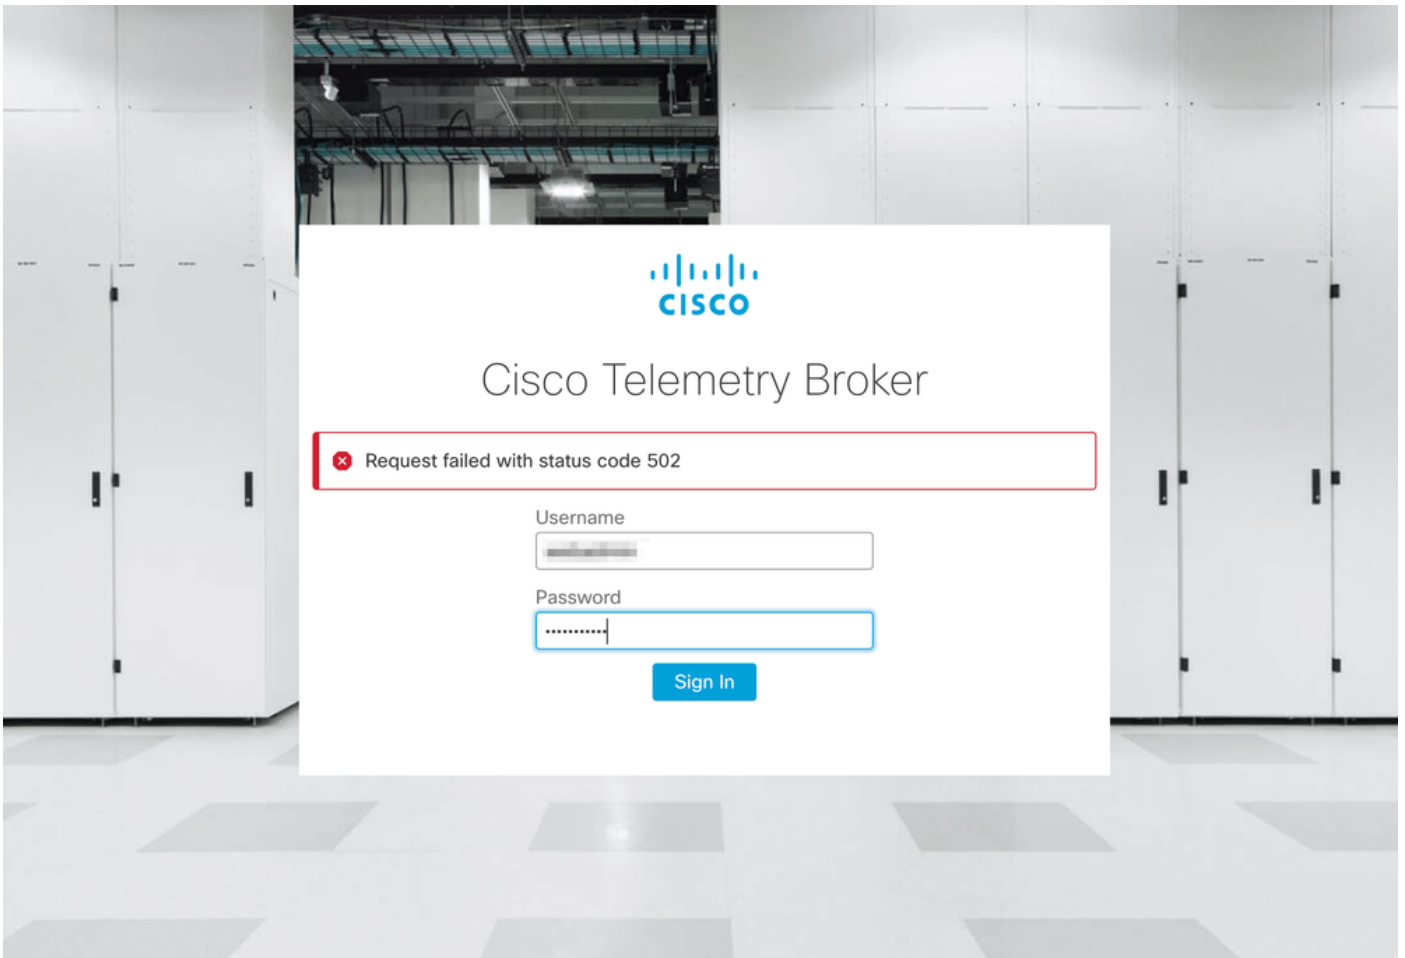 CISCO
Cisco Telemetry Broker
Request failed with status code 502
Username
Password
Sign In